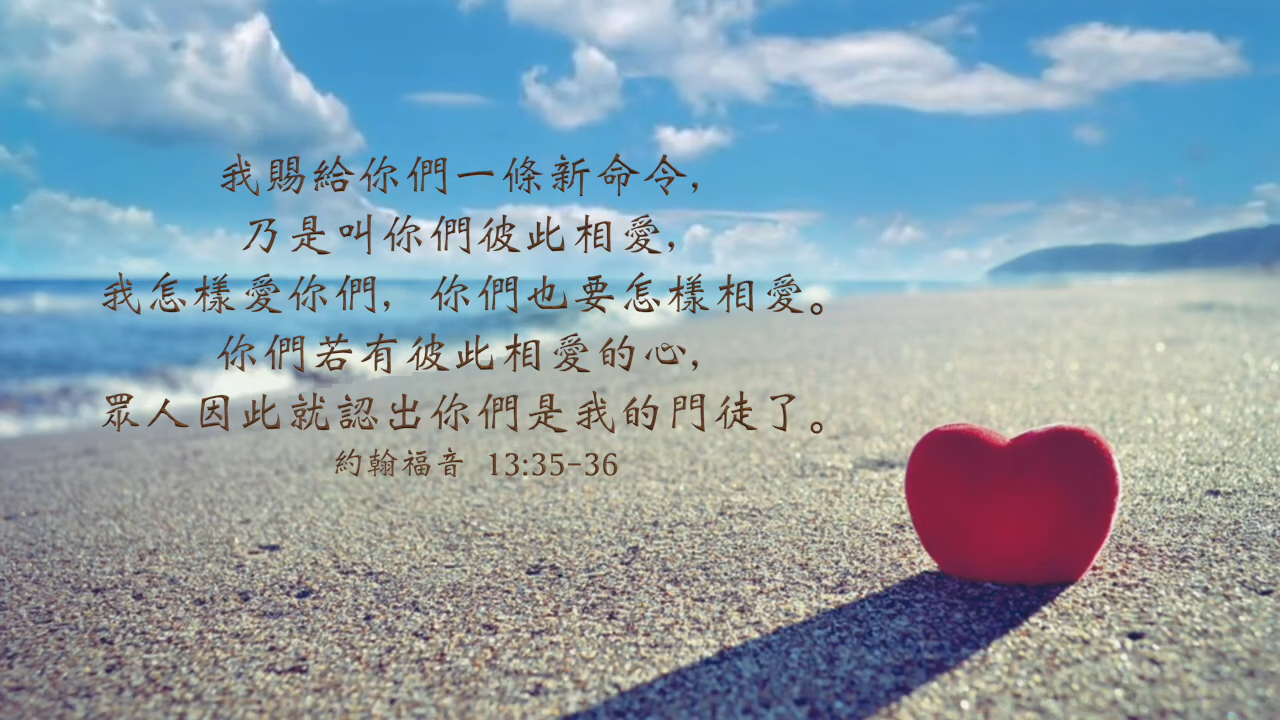 我賜給你們一條新命令,
乃是叫你們彼此相愛,
我怎樣愛你們, 你們也要怎樣相愛。
你們若有彼此相愛的心,
眾人因此就認出你們是我的門徒了。
約翰福音 13:35-36